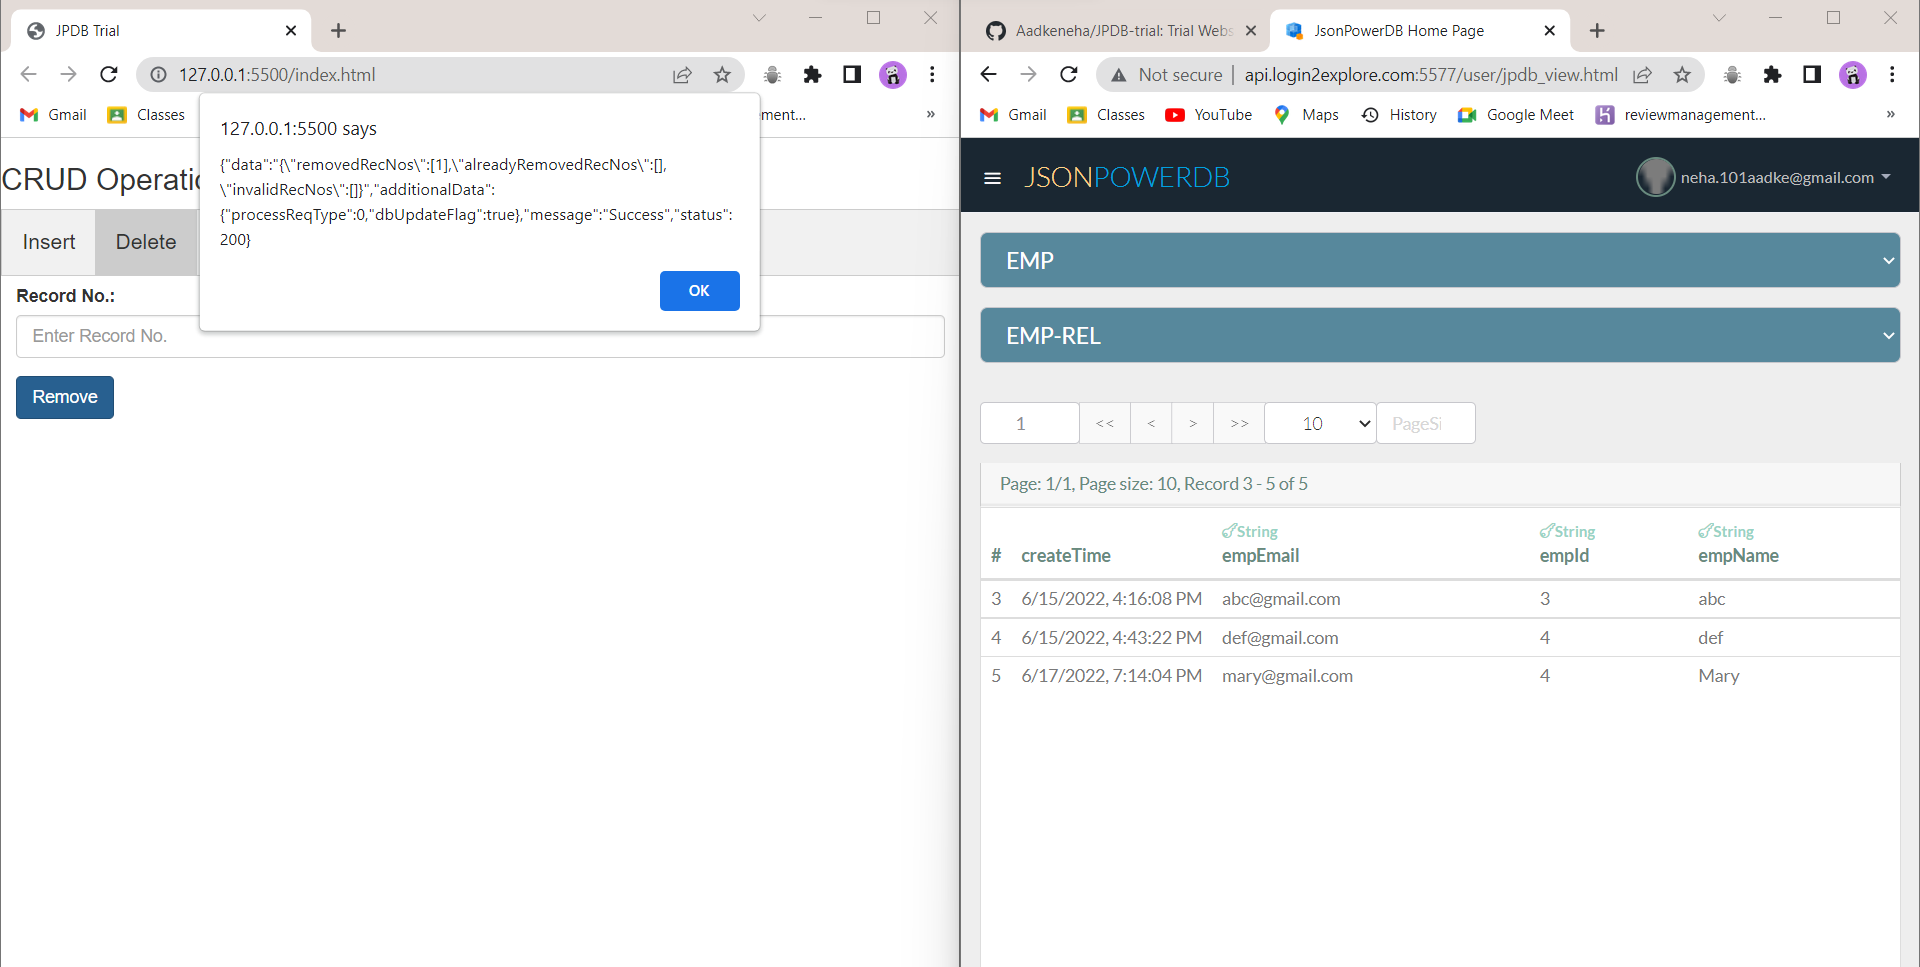 JPDB Trial
127.0.0.1:5500/index.html
Gmail
Classes
ment...
»
127.0.0.1:5500 says
{"data":"{\"removedRecNos\":[1],\"alreadyRemovedRecNos\":[],
\"invalidRecNos\":[]}","additionalData":
{"processReqType":0,"dbUpdateFlag":true},"message":"Success","status":
200}
OK
CRUD Operatic
Insert
Delete
Record No.:
Enter Record No.
Remove
Aadkeneha/JPDB-trial: Trial Webs
JsonPowerDB Home Page
Not secure | api.login2explore.com:5577/user/jpdb_view.html
Gmail
Classes
YouTube
Maps
History
Google Meet
reviewmanagement...
»
JSONPOWERDB
neha.101aadke@gmail.com
EMP
EMP-REL
1 << < > >> 10 PageSi
Page: 1/1, Page size: 10, Record 3 - 5 of 5
String String String
# createTime empEmail empId empName
3 6/15/2022, 4:16:08 PM abc@gmail.com 3 abc
4 6/15/2022, 4:43:22 PM def@gmail.com 4 def
5 6/17/2022, 7:14:04 PM mary@gmail.com 4 Mary